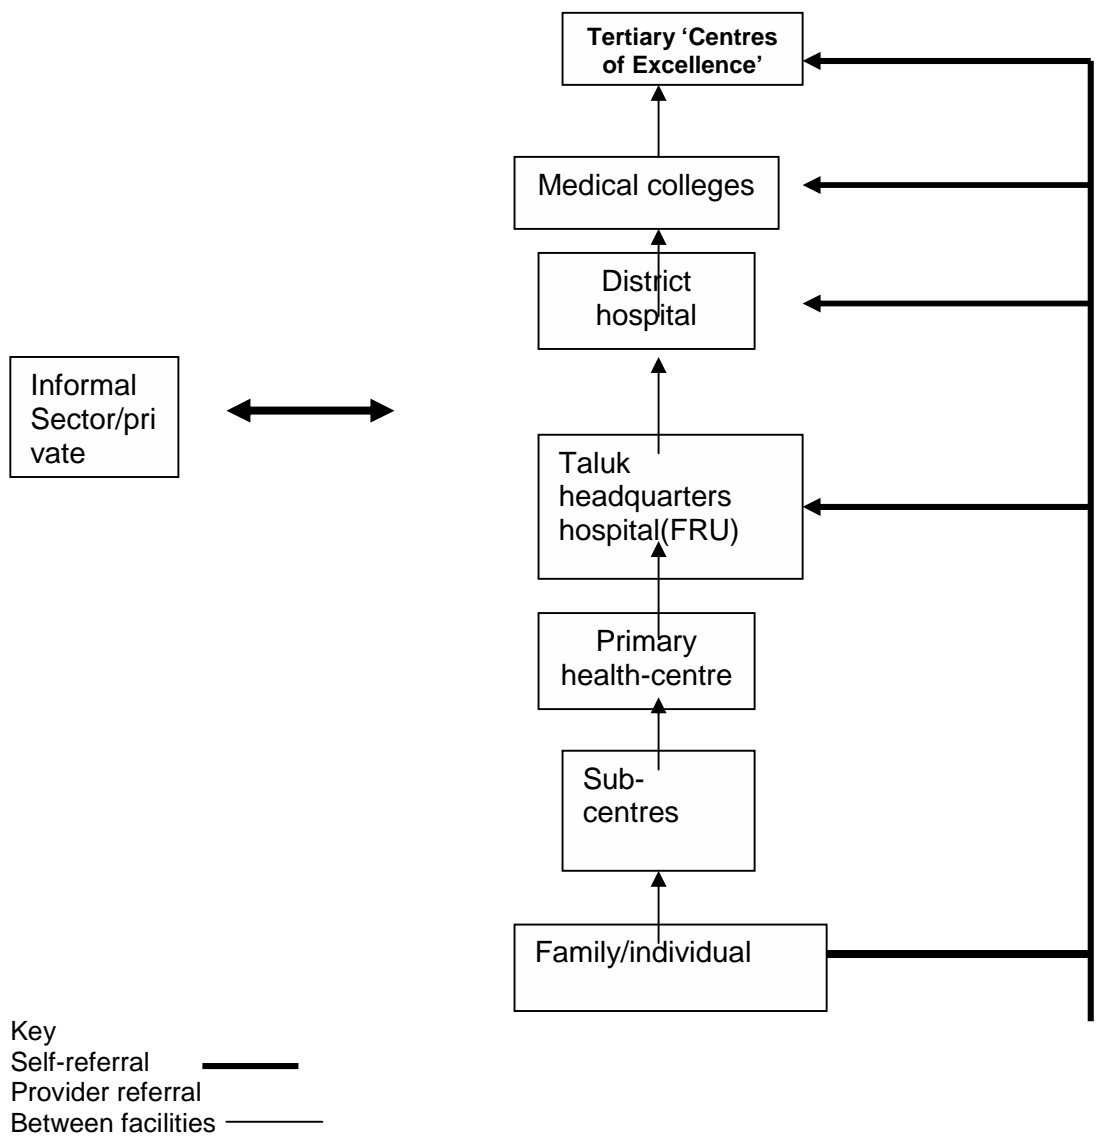 Tertiary ‘Centres
of Excellence’
Medical colleges
District
hospital
Informal
Sector/pri
vate
Taluk
headquarters
hospital(FRU)
Primary
health-centre
Sub-
centres
Family/individual
Key
Self-referral
Provider referral
Between facilities